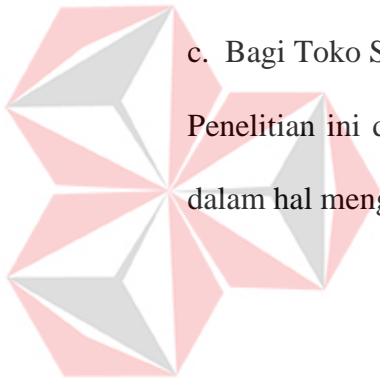 c. Bagi Toko S
Penelitian ini d
dalam hal meng